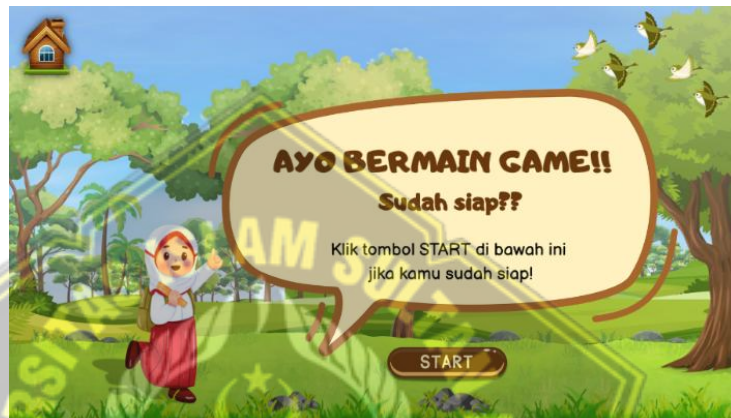 AYO BERMAIN GAME!!
Sudah siap??
Klik tombol START di bawah ini
jika kamu sudah siap!
START